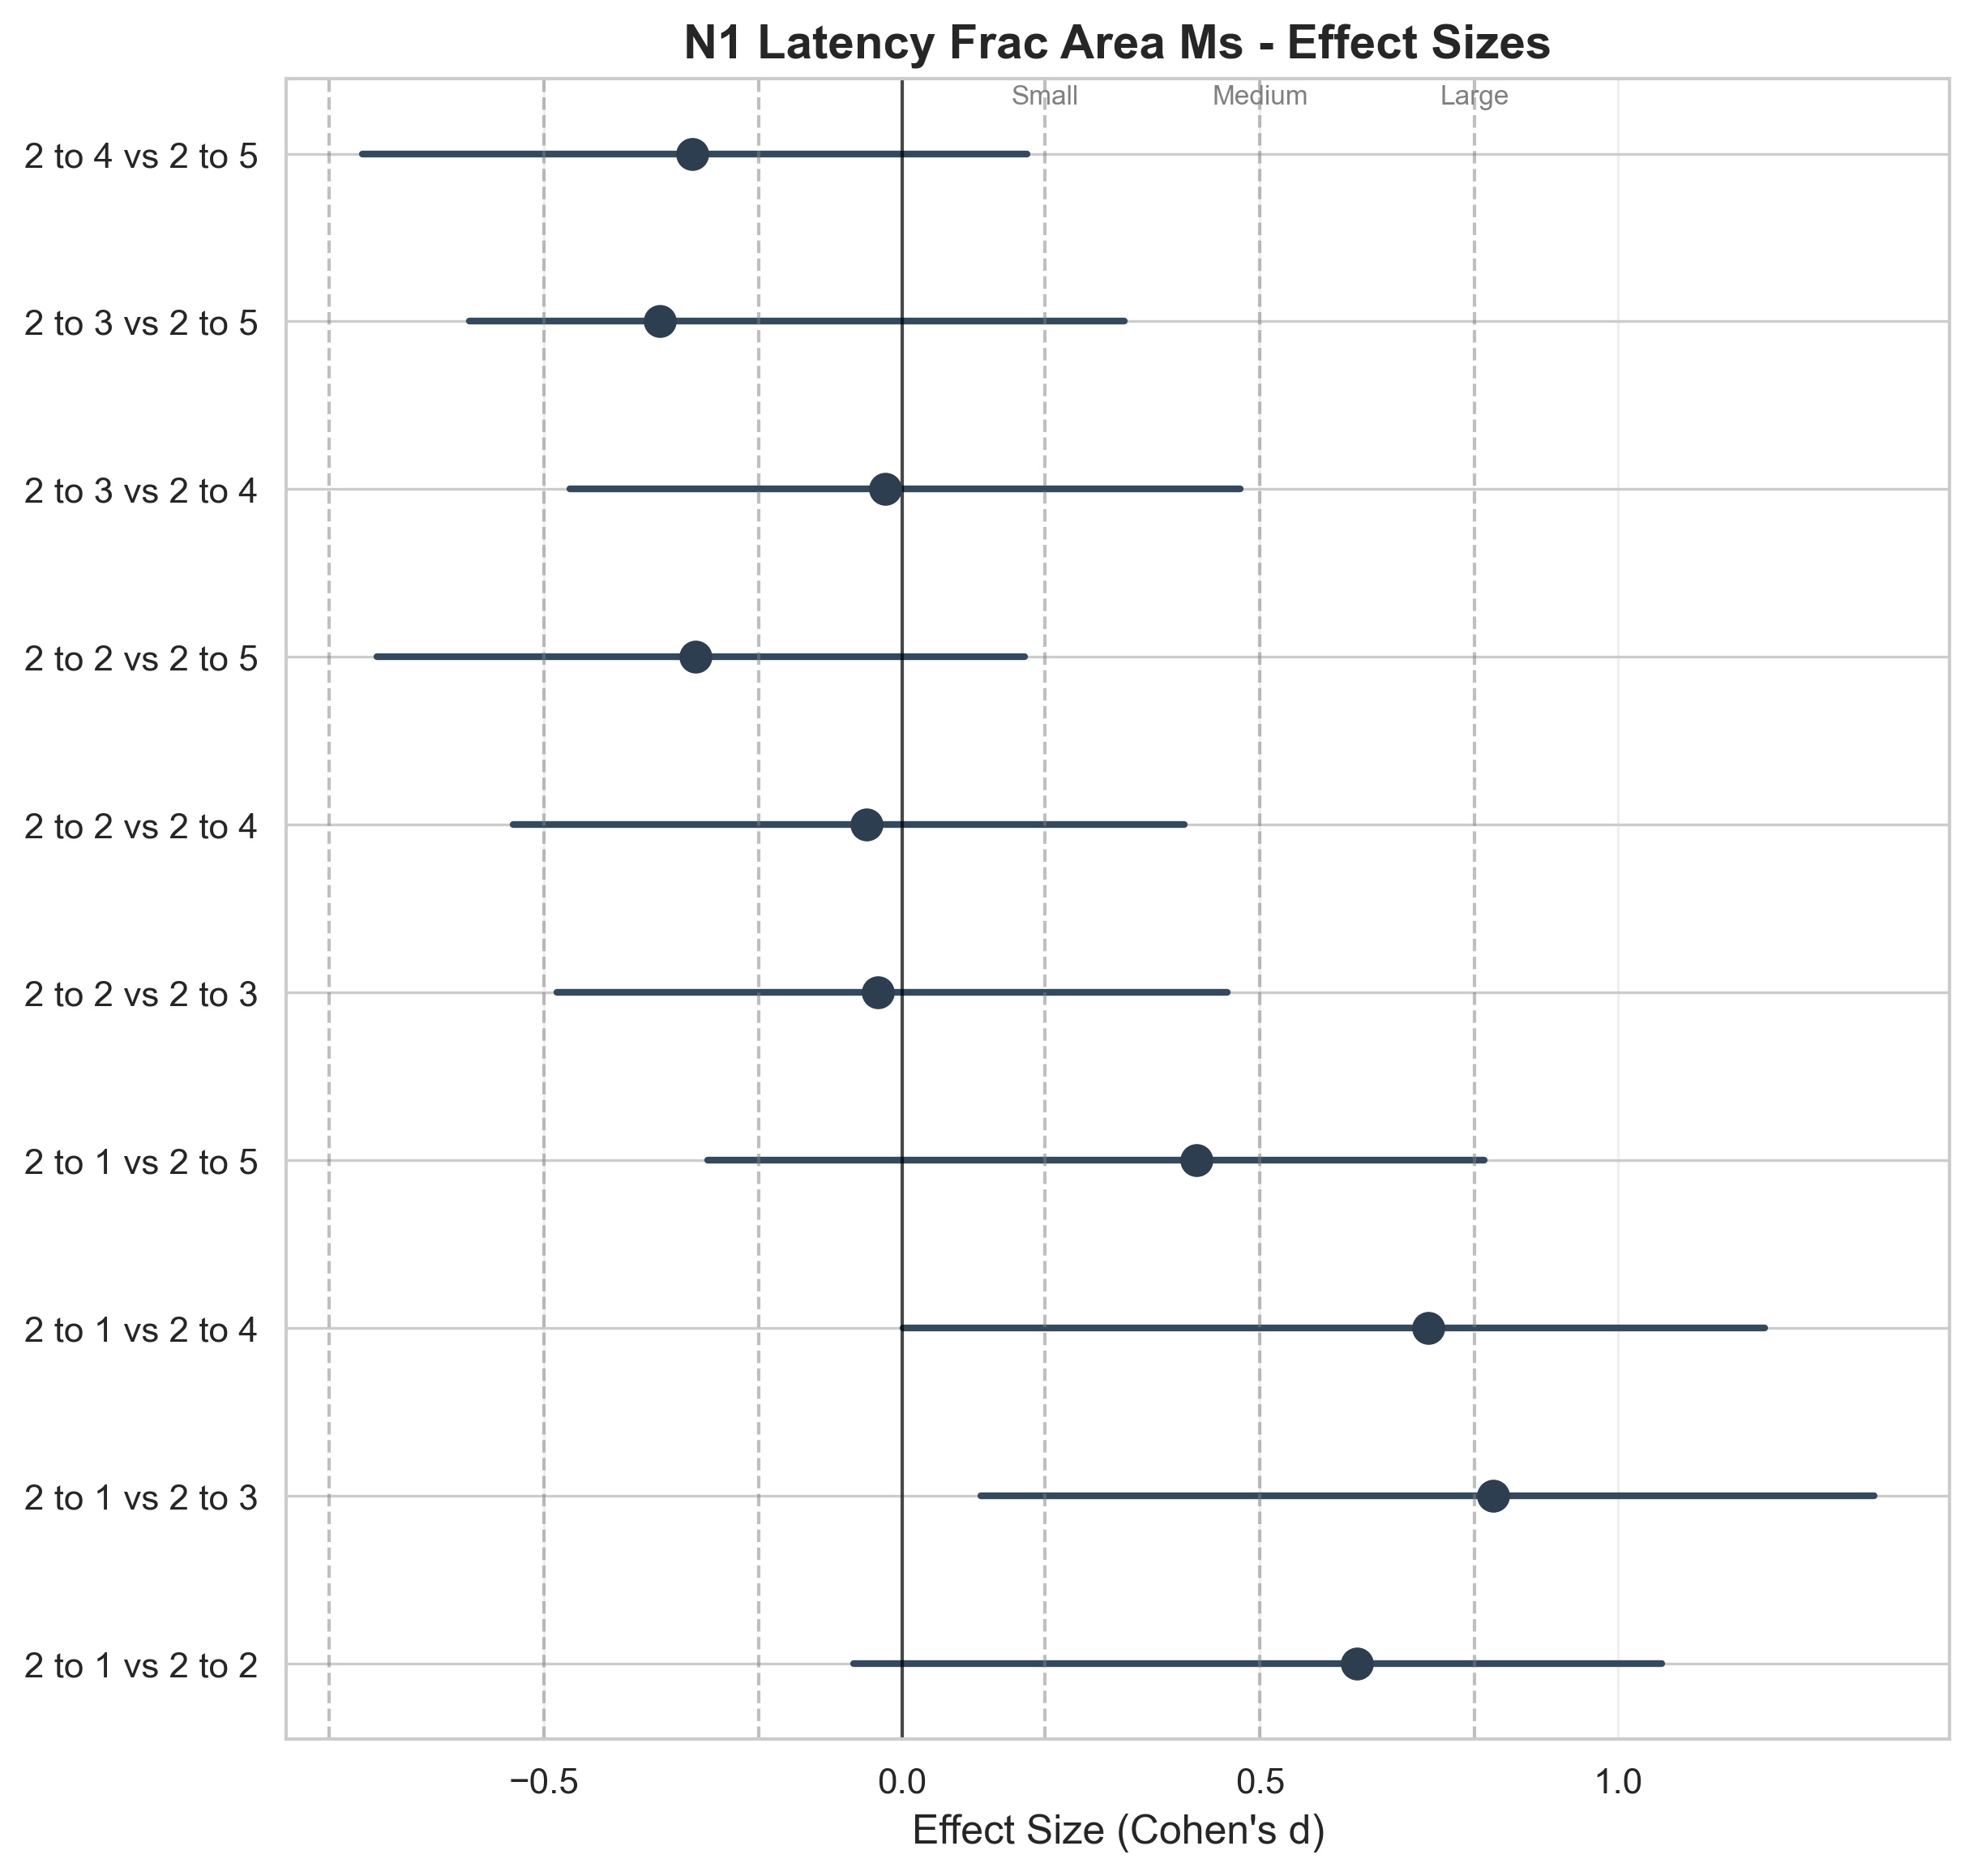 N1 Latency Frac Area Ms - Effect Sizes
Small Medium Large
2 to 4 vs 2 to 5
2 to 3 vs 2 to 5
2 to 3 vs 2 to 4
2 to 2 vs 2 to 5
2 to 2 vs 2 to 4
2 to 2 vs 2 to 3
2 to 1 vs 2 to 5
2 to 1 vs 2 to 4
2 to 1 vs 2 to 3
2 to 1 vs 2 to 2
−0.5 0.0 0.5 1.0
Effect Size (Cohen's d)